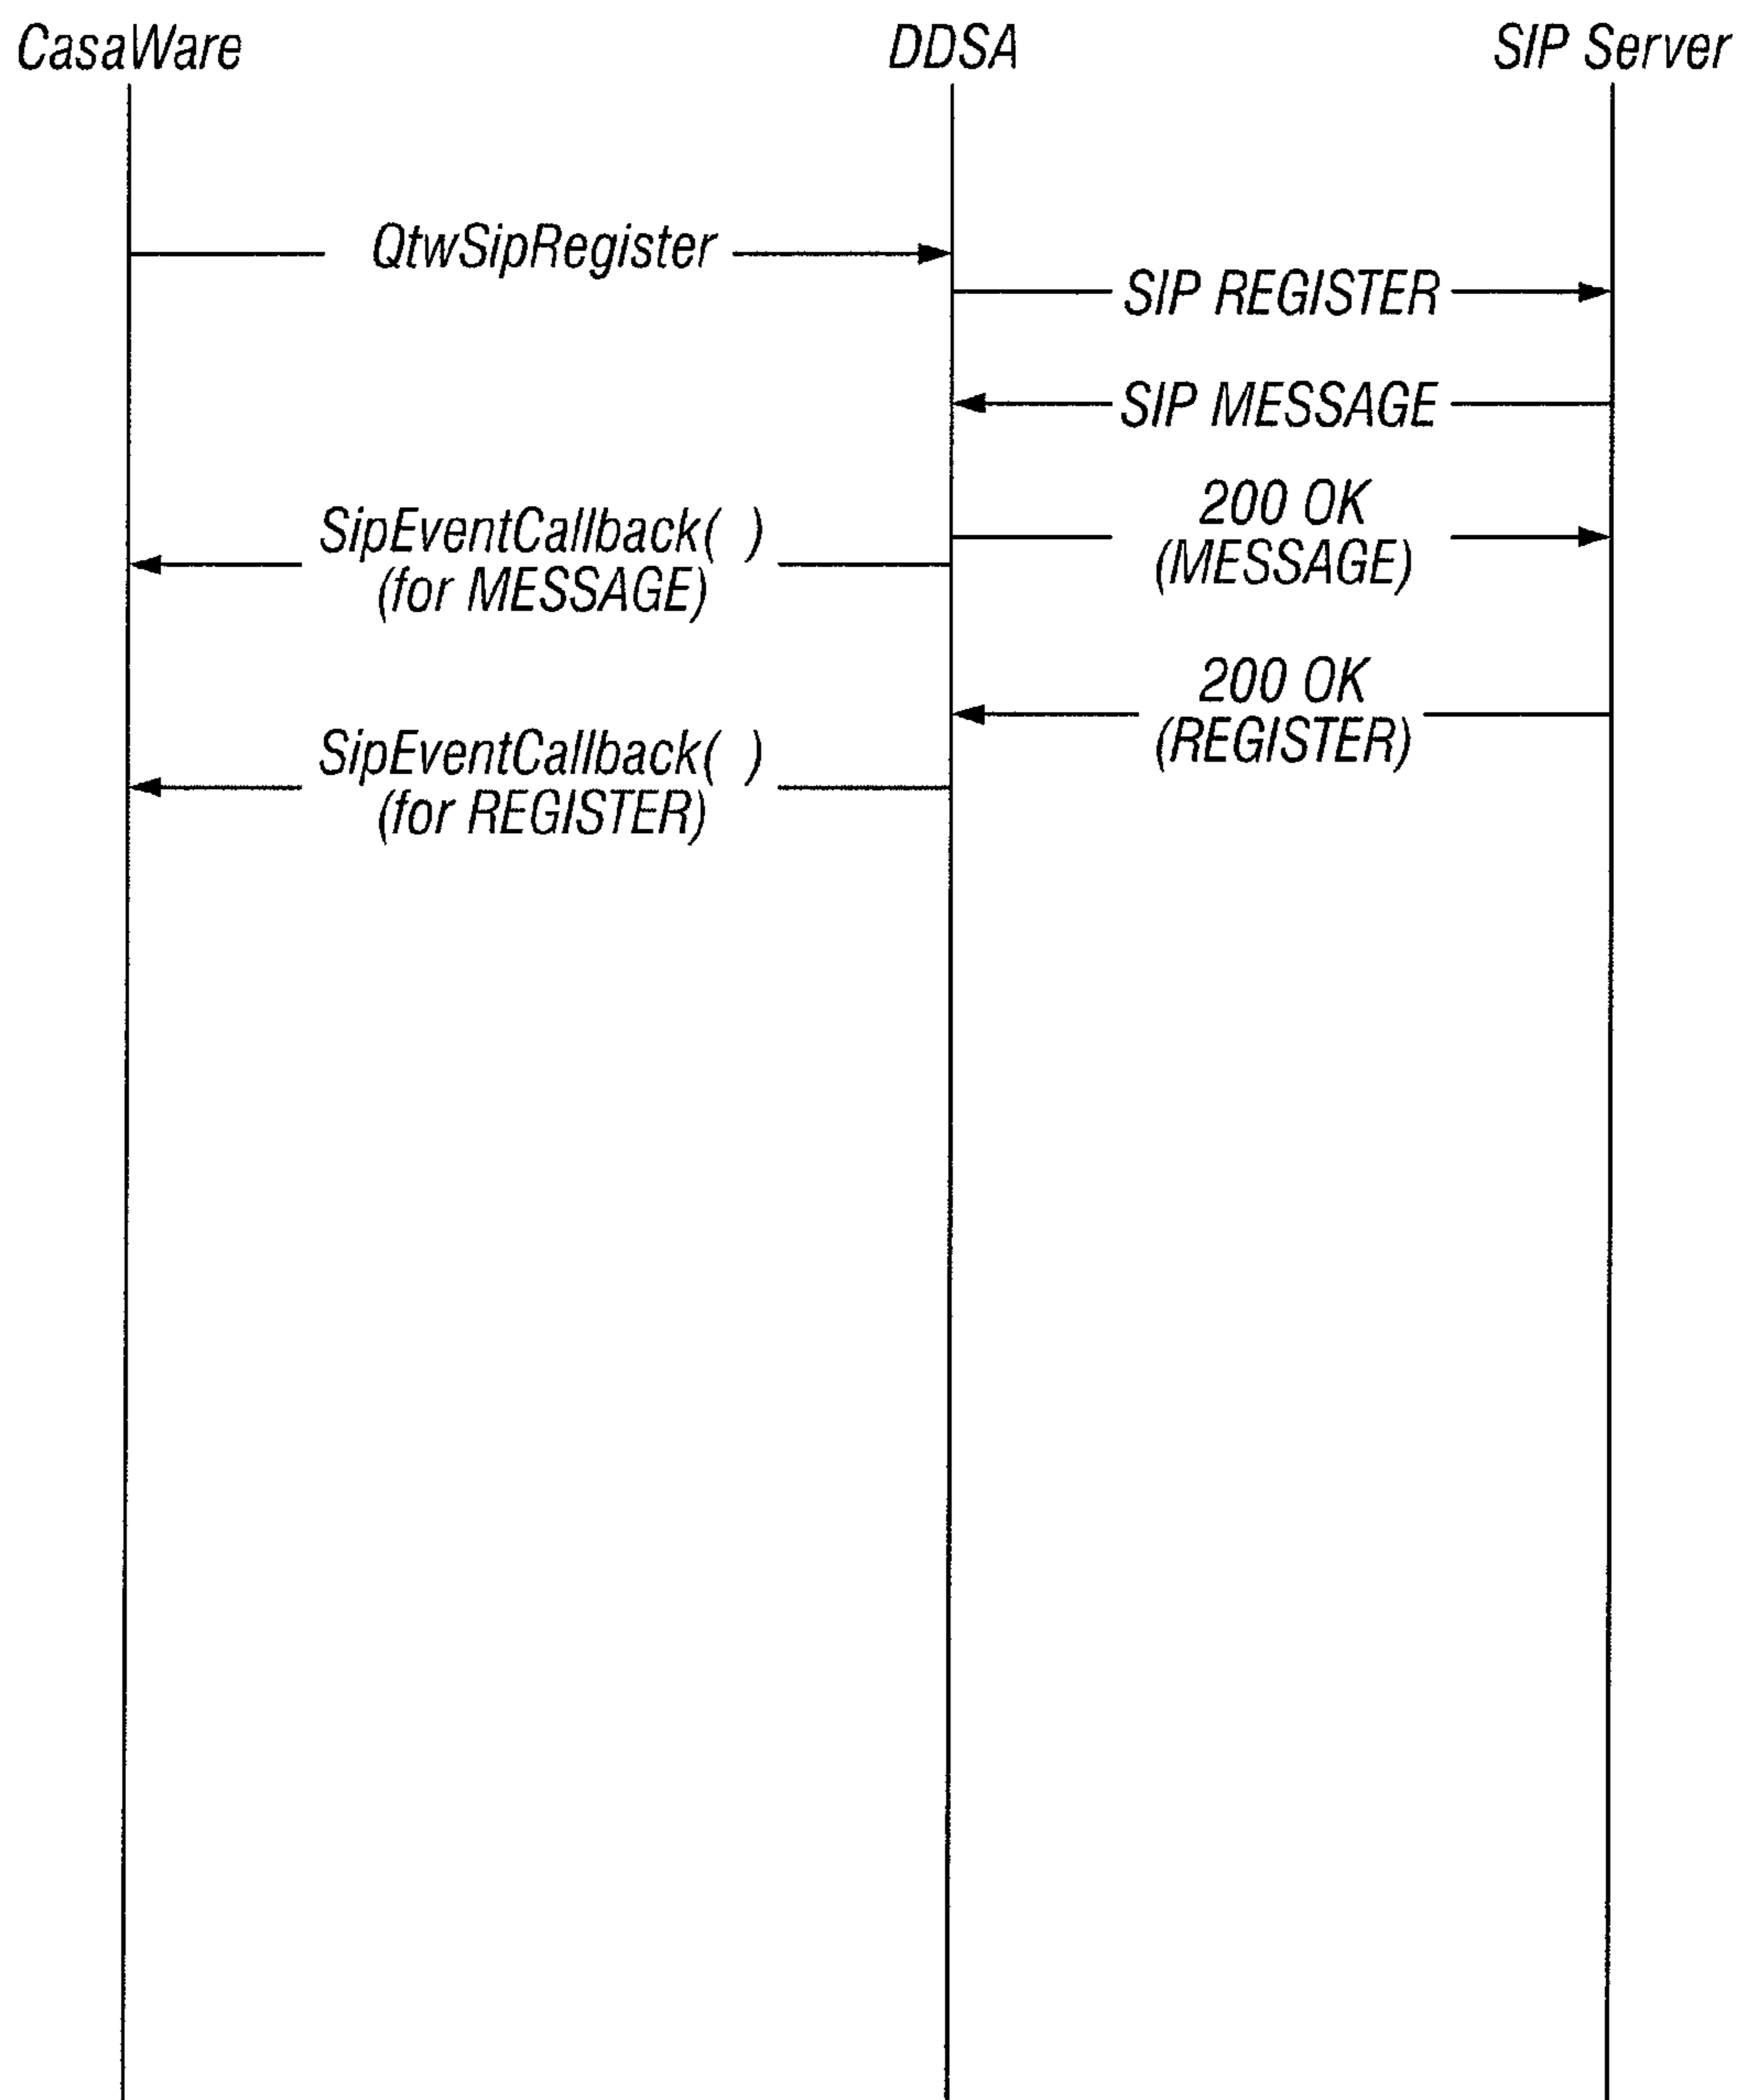 CasaWare
DDSA
SIP Server
QtwSipRegister
SIP REGISTER
SIP MESSAGE
200 OK
(MESSAGE)
SipEventCallback( )
(for MESSAGE)
200 OK
(REGISTER)
SipEventCallback( )
(for REGISTER)